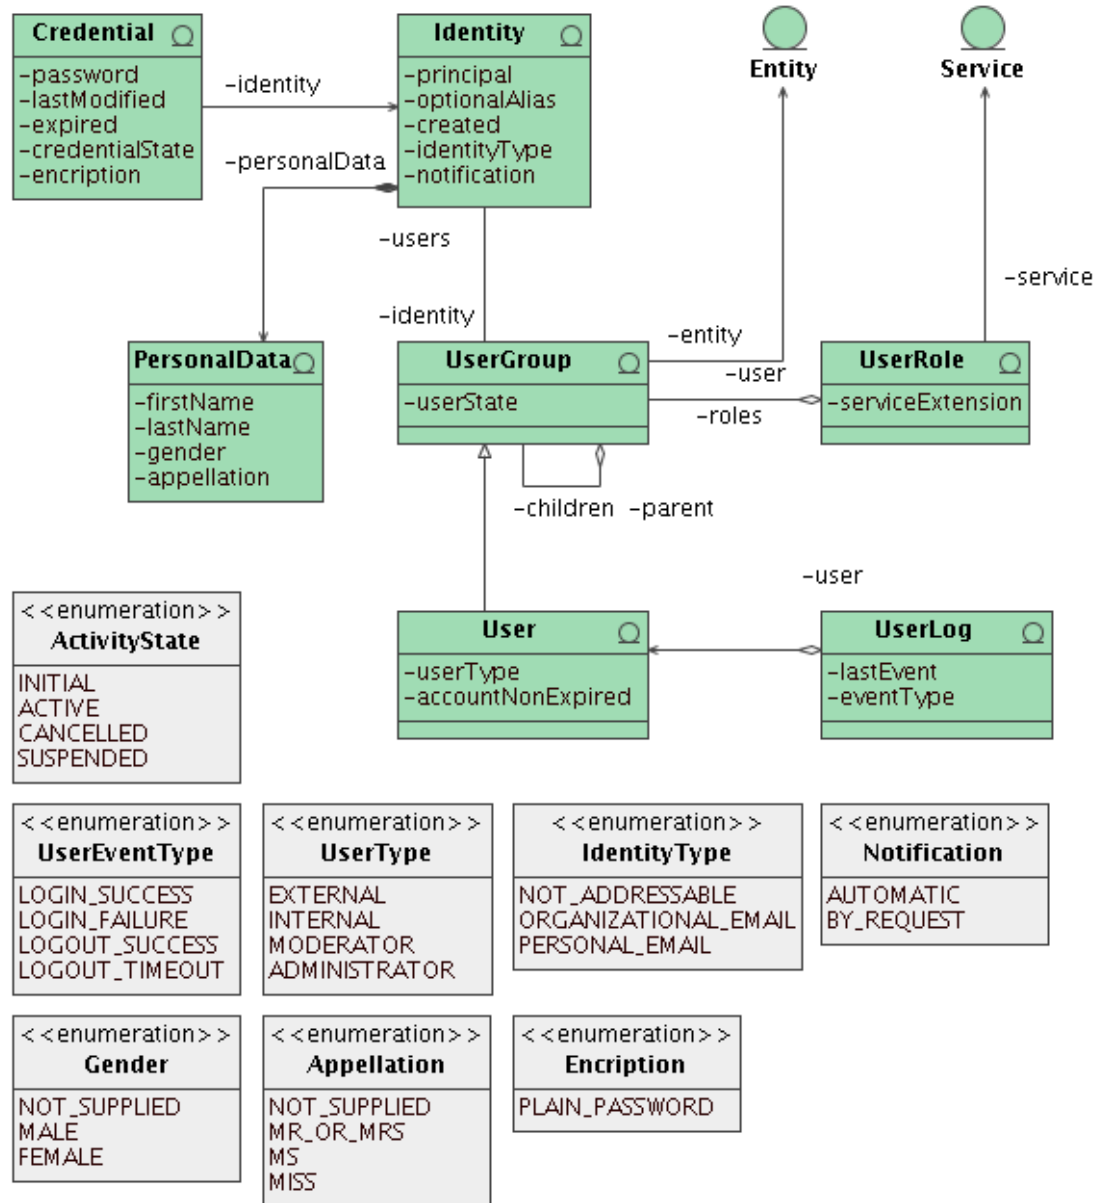 Credential
-password
-lastModified
-expired
-credentialState
-encription
-identity
Identity
-principal
-optionalAlias
-created
-identityType
-notification
Entity
Service
-personalData
-users
-identity
-service
PersonalData
-firstName
-lastName
-gender
-appellation
UserGroup
-userState
-entity
-user
-roles
UserRole
-serviceExtension
-children
-parent
-user
User
-userType
-accountNonExpired
UserLog
-lastEvent
-eventType
<<enumeration>>
ActivityState
INITIAL
ACTIVE
CANCELLED
SUSPENDED
<<enumeration>>
UserEventType
LOGIN_SUCCESS
LOGIN_FAILURE
LOGOUT_SUCCESS
LOGOUT_TIMEOUT
<<enumeration>>
UserType
EXTERNAL
INTERNAL
MODERATOR
ADMINISTRATOR
<<enumeration>>
IdentityType
NOT_ADDRESSABLE
ORGANIZATIONAL_EMAIL
PERSONAL_EMAIL
<<enumeration>>
Notification
AUTOMATIC
BY_REQUEST
<<enumeration>>
Gender
NOT_SUPPLIED
MALE
FEMALE
<<enumeration>>
Appellation
NOT_SUPPLIED
MR_OR_MRS
MS
MISS
<<enumeration>>
Encription
PLAIN_PASSWORD